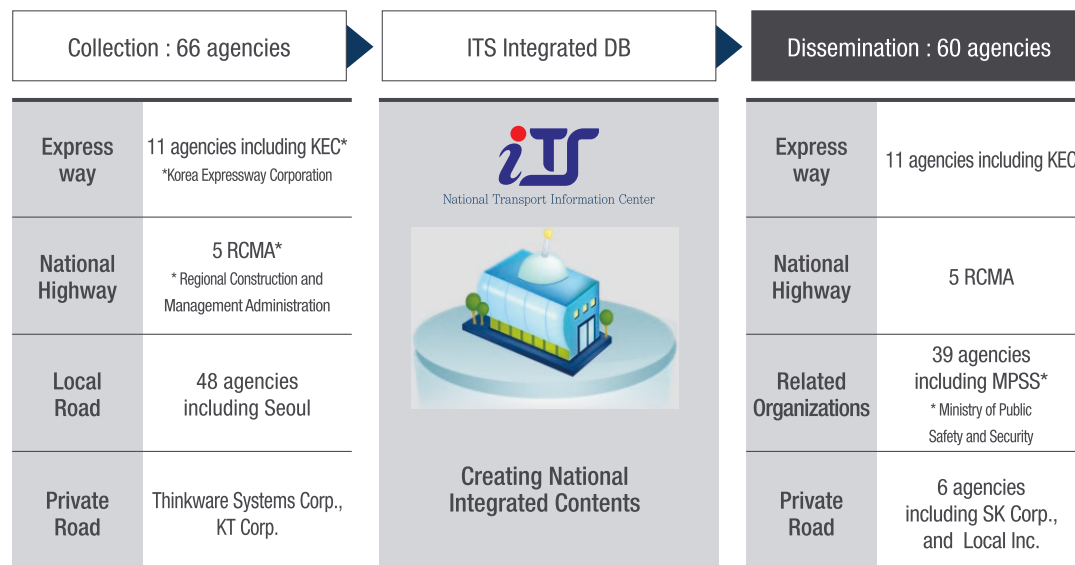 Collection : 66 agencies
ITS Integrated DB
Dissemination : 60 agencies
Express
way
11 agencies including KEC*
*Korea Expressway Corporation
National
Highway
5 RCMA*
* Regional Construction and
Management Administration
Local
Road
48 agencies
including Seoul
Private
Road
Thinkware Systems Corp.,
KT Corp.
iTS
National Transport Information Center
Creating National
Integrated Contents
Express
way
11 agencies including KEC
National
Highway
5 RCMA
Related
Organizations
39 agencies
including MPSS*
* Ministry of Public
Safety and Security
Private
Road
6 agencies
including SK Corp.,
and Local Inc.